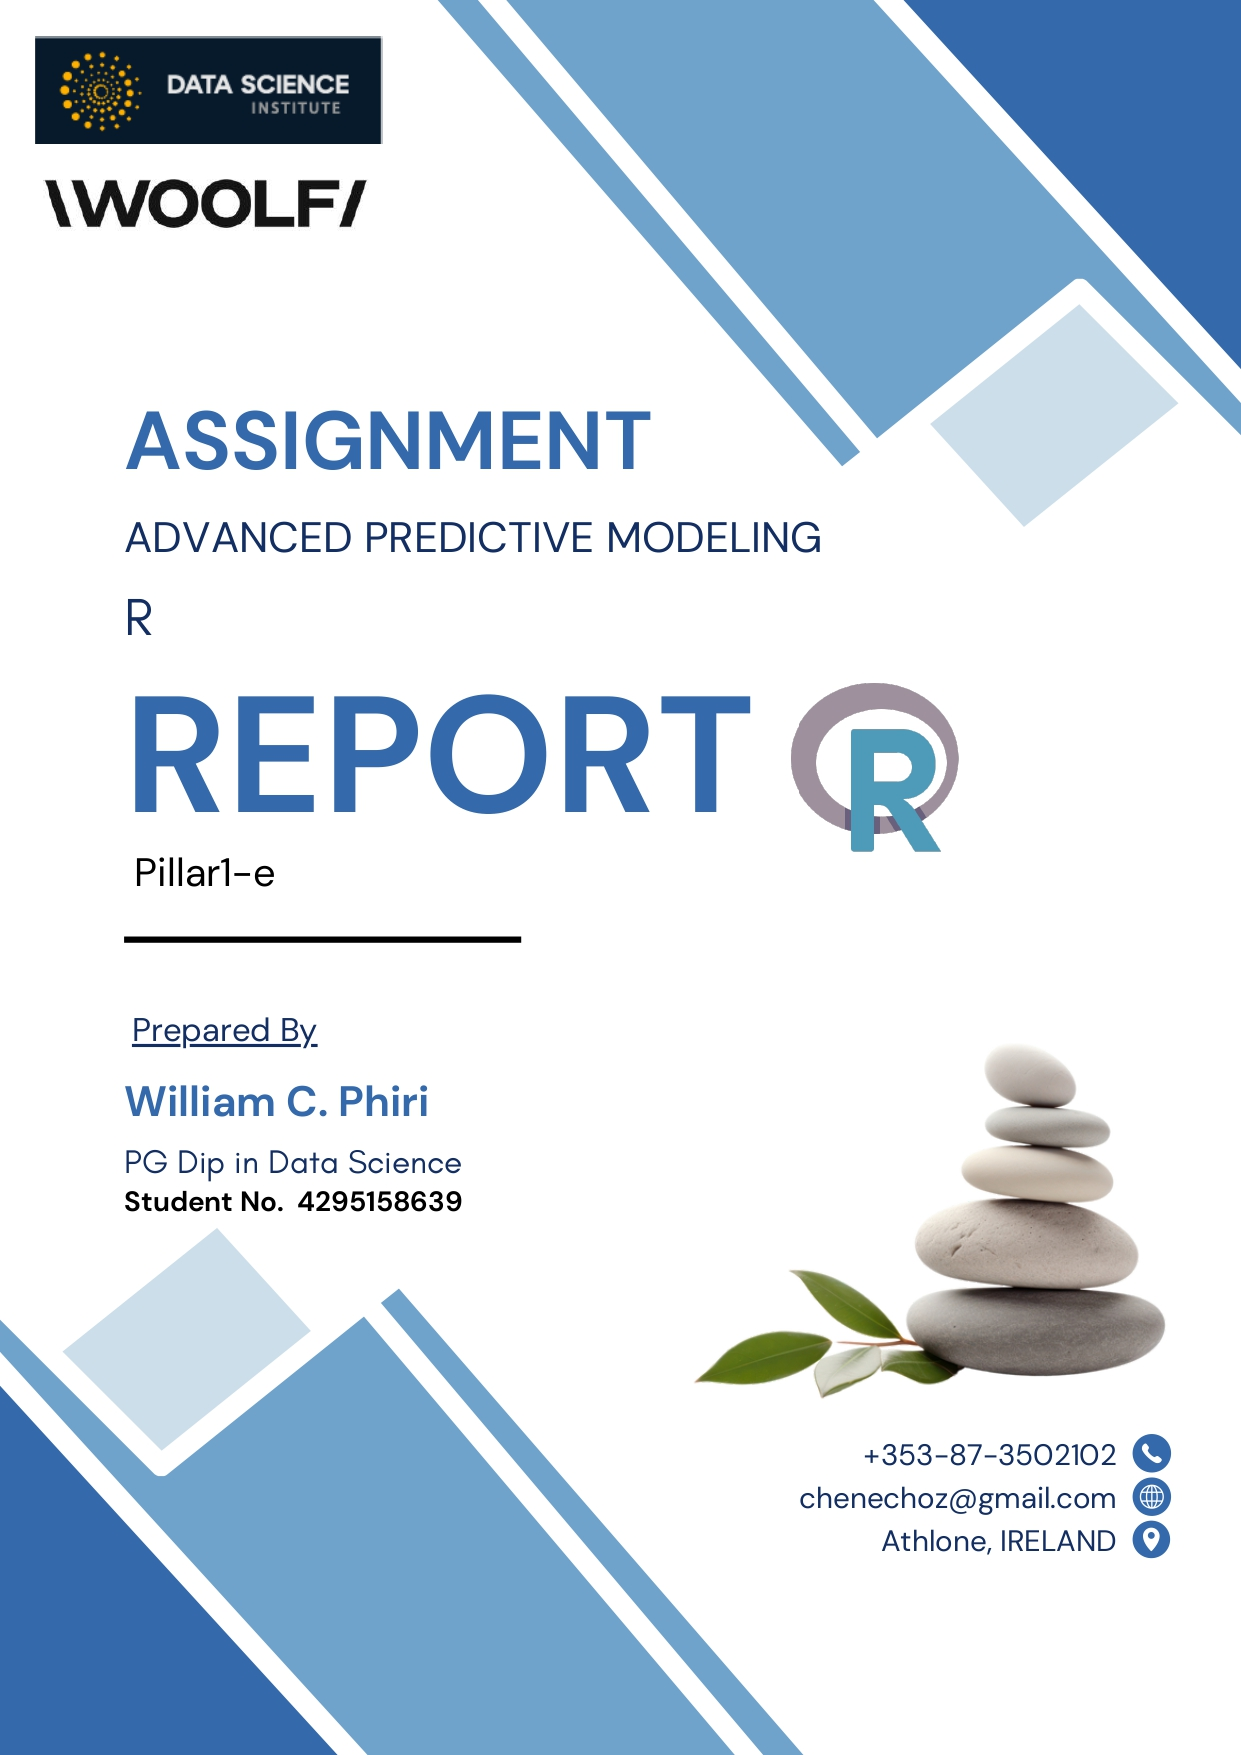 DATA SCIENCE
INSTITUTE
\WOOLF/
ASSIGNMENT
ADVANCED PREDICTIVE MODELING
R
REPORT
R
Pillar1-e
Prepared By
William C. Phiri
PG Dip in Data Science
Student No. 4295158639
+353-87-3502102
chenechoz@gmail.com
Athlone, IRELAND